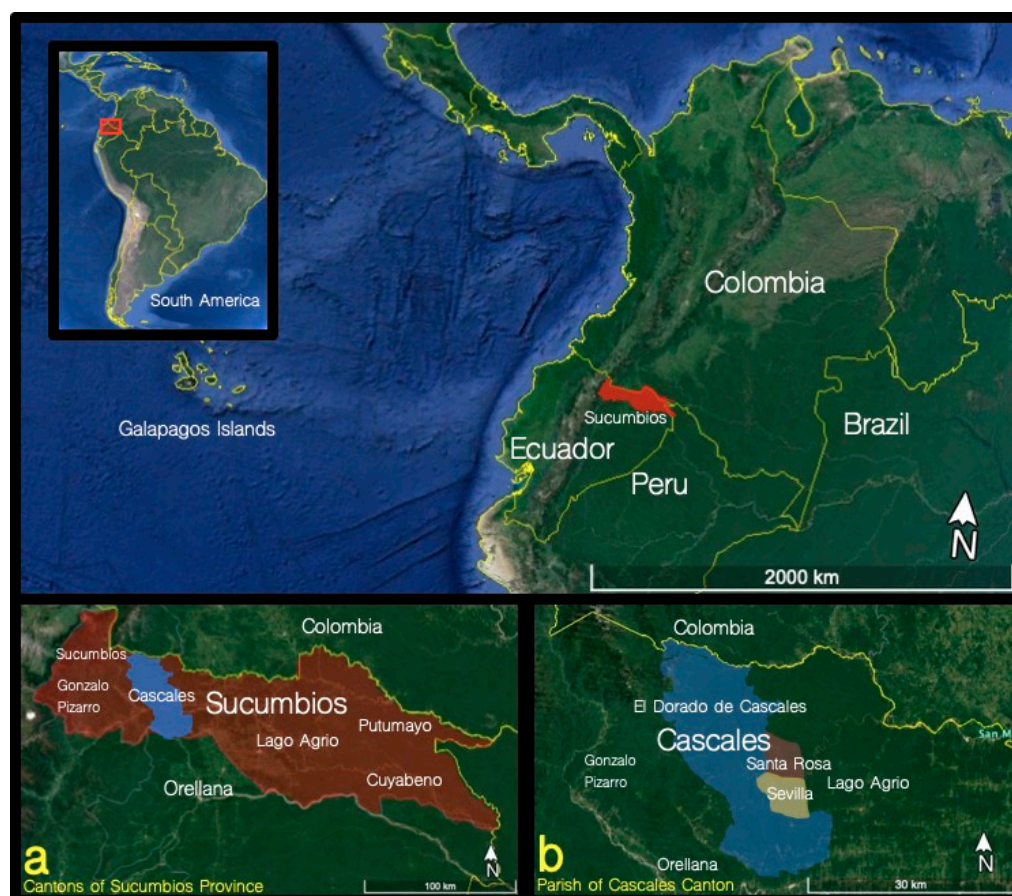 South America
Colombia
Galapagos Islands
Sucumbios
Ecuador
Brazil
Peru
N
2000 km
Colombia
Sucumbios
Gonzalo
Pizarro
Cascales
Sucumbios
Putumayo
Lago Agrio
Cuyabeno
Orellana
a
N
Cantons of Sucumbios Province
100 km
Colombia
El Dorado de Cascales
San M
Cascales
Gonzalo
Pizarro
Santa Rosa
Lago Agrio
Sevilla
Orellana
b
N
Parish of Cascales Canton
30 km